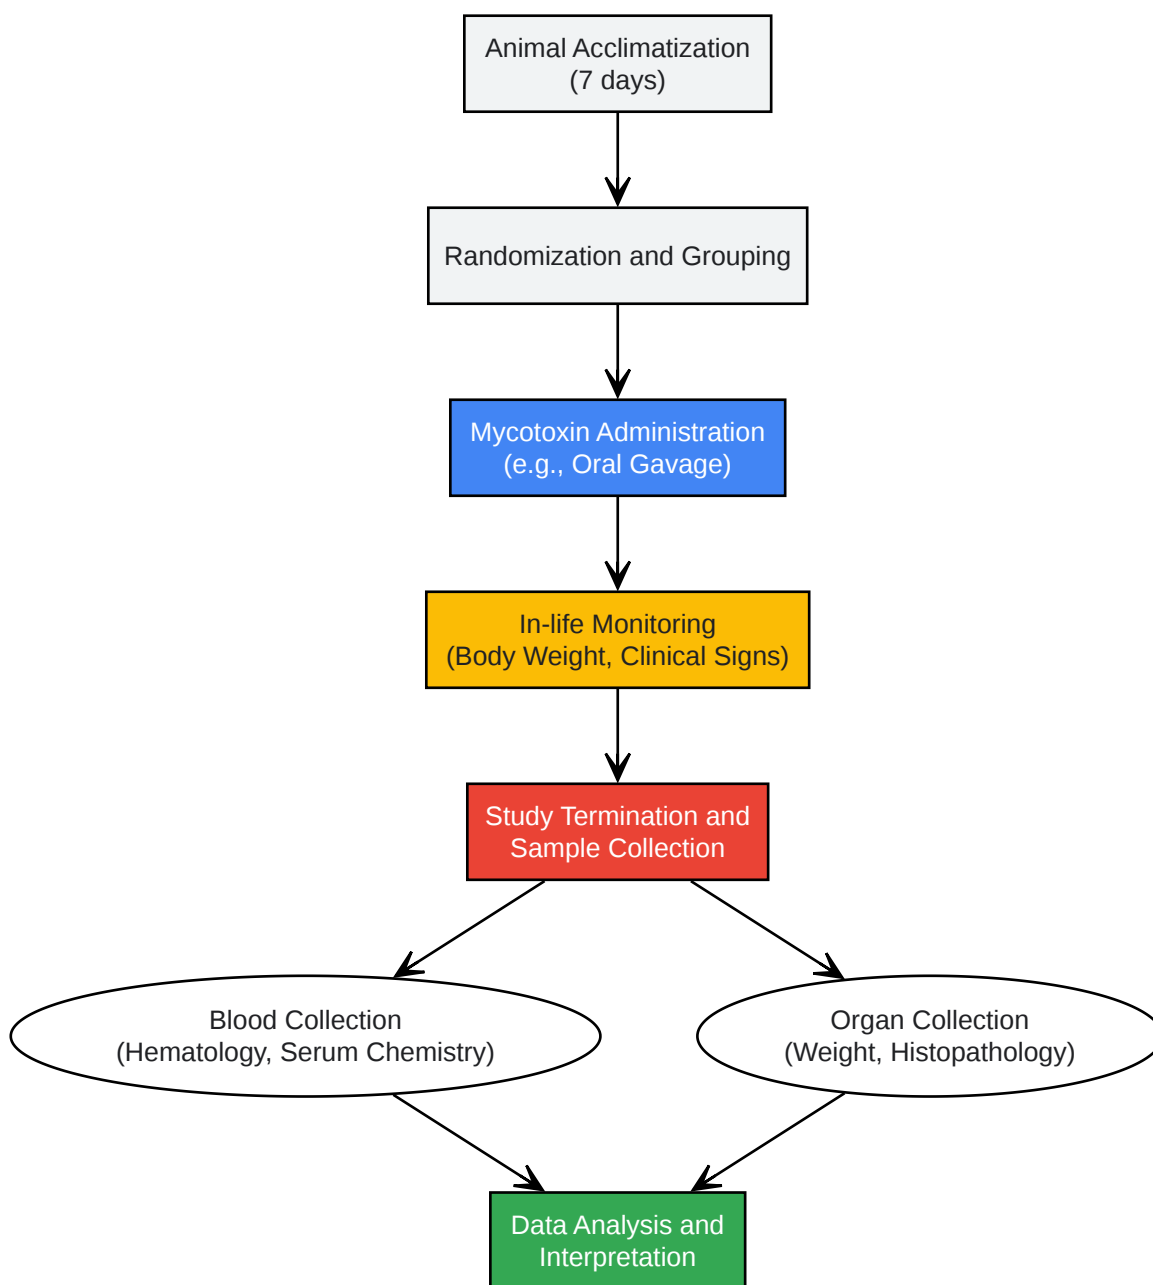 Animal Acclimatization
(7 days)
Randomization and Grouping
Mycotoxin Administration
(e.g., Oral Gavage)
In-life Monitoring
(Body Weight, Clinical Signs)
Study Termination and
Sample Collection
Blood Collection
(Hematology, Serum Chemistry)
Organ Collection
(Weight, Histopathology)
Data Analysis and
Interpretation